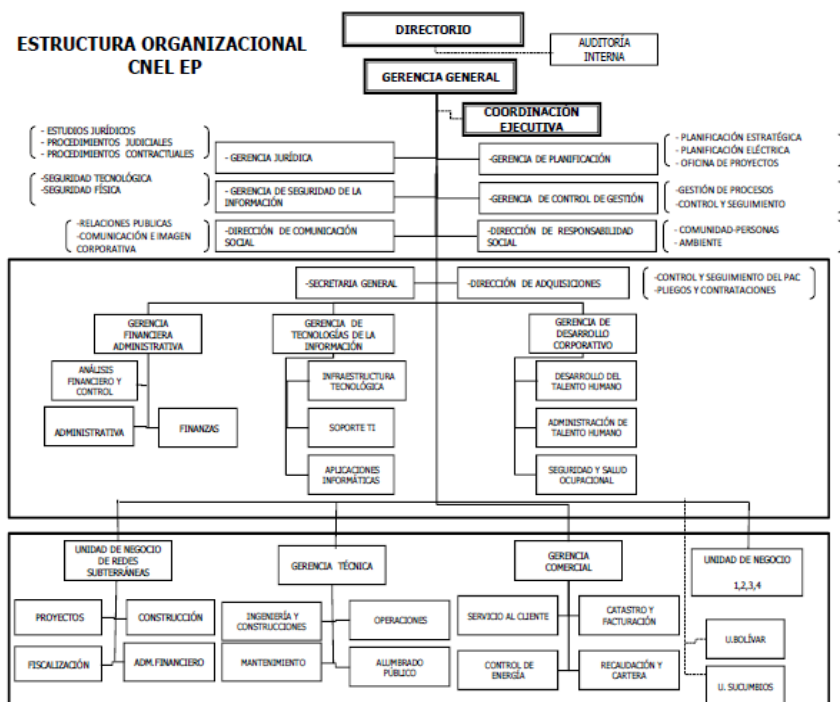 ESTRUCTURA ORGANIZACIONAL
CNEL EP
DIRECTORIO
AUDITORÍA
INTERNA
GERENCIA GENERAL
COORDINACIÓN
EJECUTIVA
- ESTUDIOS JURÍDICOS
- PROCEDIMIENTOS JUDICIALES
- PROCEDIMIENTOS CONTRACTUALES
- GERENCIA JURÍDICA
-GERENCIA DE PLANIFICACIÓN
- PLANIFICACIÓN ESTRATÉGICA
- PLANIFICACIÓN ELÉCTRICA
- OFICINA DE PROYECTOS
-SEGURIDAD TECNOLÓGICA
-SEGURIDAD FÍSICA
- GERENCIA DE SEGURIDAD DE LA
INFORMACIÓN
-GERENCIA DE CONTROL DE GESTIÓN
-GESTIÓN DE PROCESOS
-CONTROL Y SEGUIMIENTO
-RELACIONES PUBLICAS
-COMUNICACIÓN E IMAGEN
CORPORATIVA
-DIRECCIÓN DE COMUNICACIÓN
SOCIAL
-DIRECCIÓN DE RESPONSABILIDAD
SOCIAL
- COMUNIDAD-PERSONAS
- AMBIENTE
-SECRETARIA GENERAL
-DIRECCIÓN DE ADQUISICIONES
-CONTROL Y SEGUIMIENTO DEL PAC
-PLIEGOS Y CONTRATACIONES
GERENCIA
FINANCIERA
ADMINISTRATIVA
ANÁLISIS
FINANCIERO Y
CONTROL
ADMINISTRATIVA
FINANZAS
GERENCIA DE
TECNOLOGÍAS DE LA
INFORMACIÓN
INFRAESTRUCTURA
TECNOLÓGICA
SOPORTE TI
APLICACIONES
INFORMÁTICAS
GERENCIA DE
DESARROLLO
CORPORATIVO
DESARROLLO DEL
TALENTO HUMANO
ADMINISTRACIÓN DE
TALENTO HUMANO
SEGURIDAD Y SALUD
OCUPACIONAL
UNIDAD DE NEGOCIO
DE REDES
SUBTERRÁNEAS
PROYECTOS
CONSTRUCCIÓN
FISCALIZACIÓN
ADM.FINANCIERO
GERENCIA TÉCNICA
INGENIERÍA Y
CONSTRUCCIONES
OPERACIONES
MANTENIMIENTO
ALUMBRADO
PÚBLICO
GERENCIA
COMERCIAL
SERVICIO AL CLIENTE
CATASTRO Y
FACTURACIÓN
CONTROL DE
ENERGÍA
RECAUDACIÓN Y
CARTERA
UNIDAD DE NEGOCIO
1,2,3,4
U.BOLÍVAR
U. SUCUMBIOS